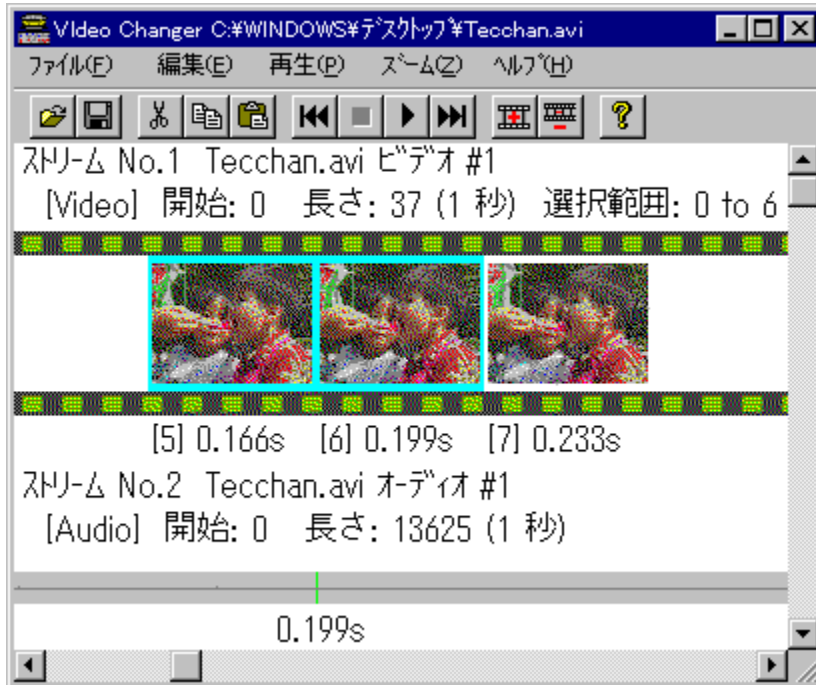 VIdeo Changer C:¥WINDOWS¥ﾃﾞｽｸﾄｯﾌﾟ¥Tecchan.avi
ﾌｧｲﾙ(F) 編集(E) 再生(P) ｽﾞｰﾑ(Z) ﾍﾙﾌﾟ(H)
ｽﾄﾘｰﾑ No.1 Tecchan.avi ﾋﾞﾃﾞｵ #1
[Video] 開始: 0 長さ: 37 (1 秒) 選択範囲: 0 to 6
[5] 0.166s [6] 0.199s [7] 0.233s
ｽﾄﾘｰﾑ No.2 Tecchan.avi ｵｰﾃﾞｨｵ #1
[Audio] 開始: 0 長さ: 13625 (1 秒)
0.199s